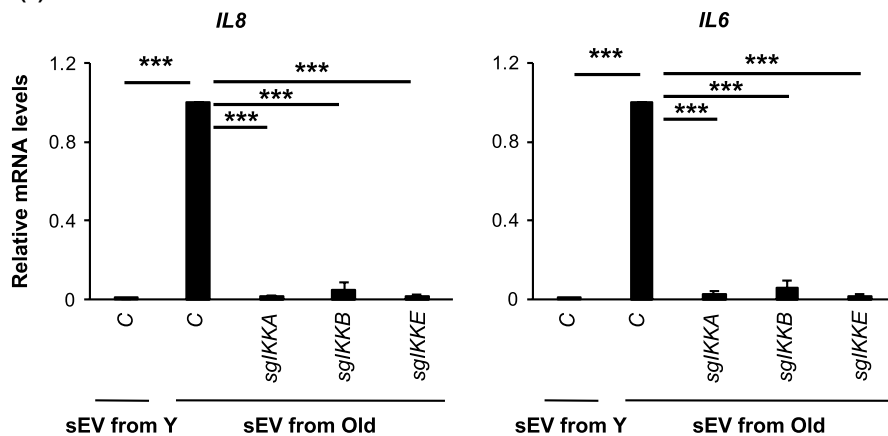 IL8
Relative mRNA levels
1.2
0.8
0.4
0
***
***
***
***
C
C
sgIKKA
sgIKKB
sgIKKE
sEV from Y
sEV from Old
IL6
1.2
0.8
0.4
0
***
***
***
***
C
C
sgIKKA
sgIKKB
sgIKKE
sEV from Y
sEV from Old